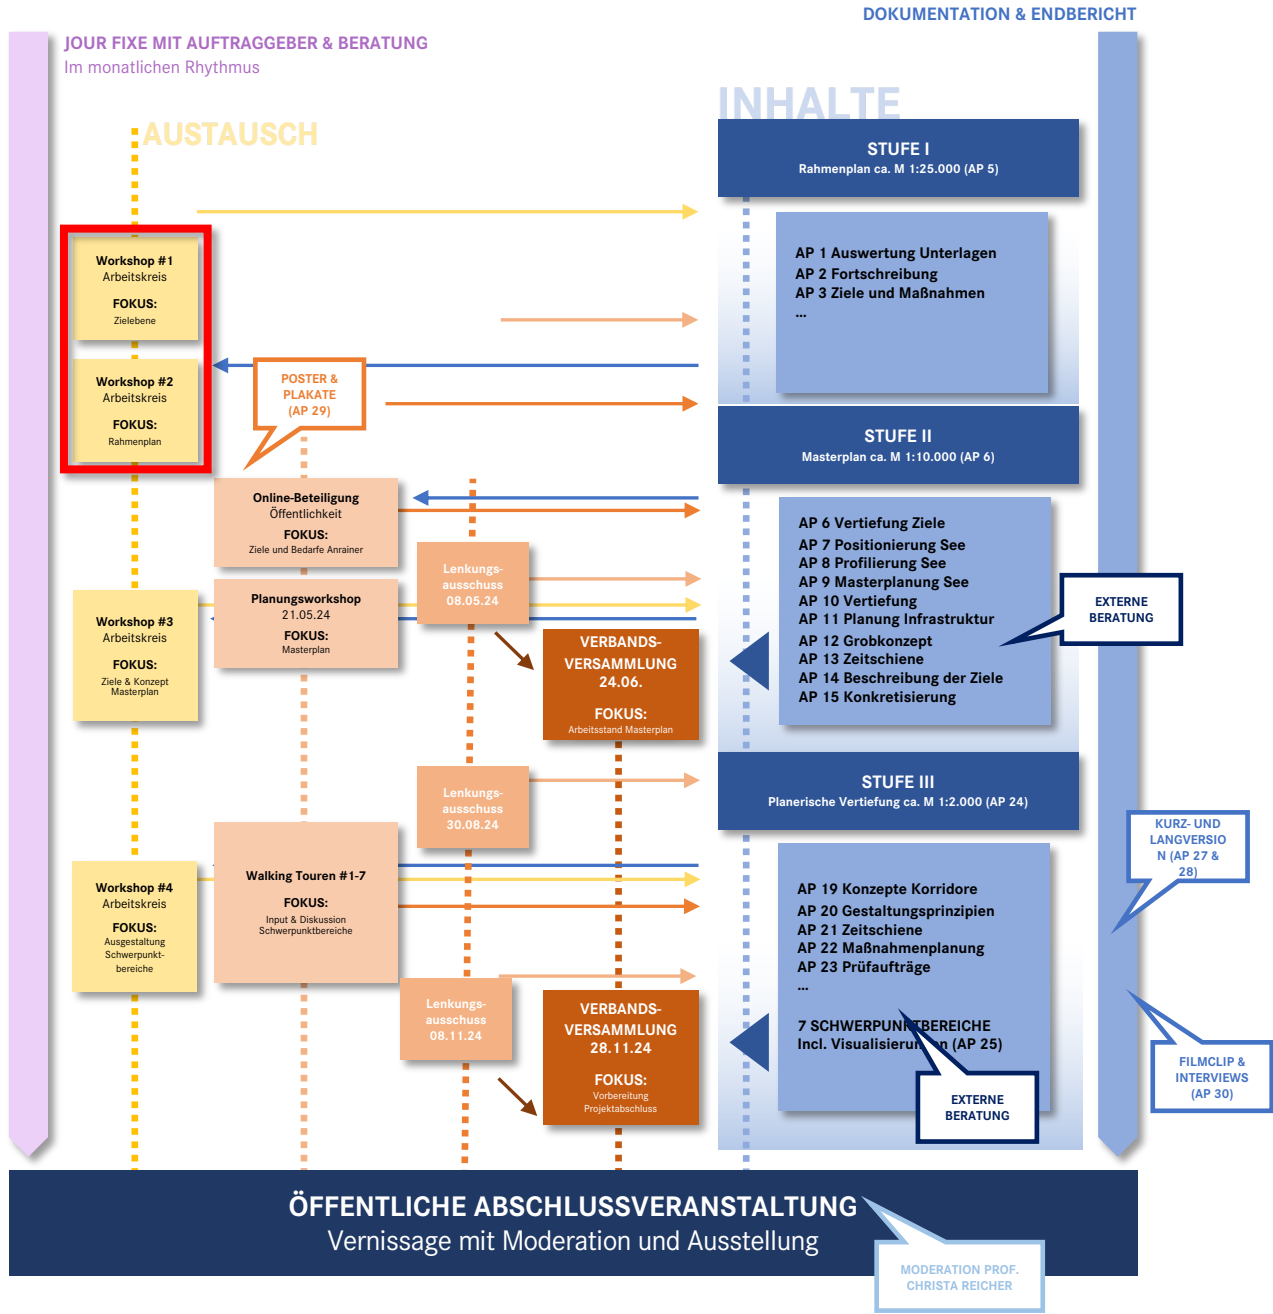 DOKUMENTATION & ENDBERICHT
JOUR FIXE MIT AUFTRAGGEBER & BERATUNG
Im monatlichen Rhythmus
AUSTAUSCH
INHALTE
STUFE I
Rahmenplan ca. M 1:25.000 (AP 5)
Workshop #1
Arbeitskreis
FOKUS:
Zielebene
AP 1 Auswertung Unterlagen
AP 2 Fortschreibung
AP 3 Ziele und Maßnahmen
...
Workshop #2
Arbeitskreis
FOKUS:
Rahmenplan
POSTER &
PLAKATE
(AP 29)
STUFE II
Masterplan ca. M 1:10.000 (AP 6)
Online-Beteiligung
Öffentlichkeit
FOKUS:
Ziele und Bedarfe Anrainer
Lenkungs-
ausschuss
08.05.24
Planungsworkshop
21.05.24
FOKUS:
Masterplan
Workshop #3
Arbeitskreis
FOKUS:
Ziele & Konzept
Masterplan
VERBANDS-
VERSAMMLUNG
24.06.
FOKUS:
Arbeitsstand Masterplan
AP 6 Vertiefung Ziele
AP 7 Positionierung See
AP 8 Profilierung See
AP 9 Masterplanung See
AP 10 Vertiefung
AP 11 Planung Infrastruktur
AP 12 Grobkonzept
AP 13 Zeitschiene
AP 14 Beschreibung der Ziele
AP 15 Konkretisierung
EXTERNE
BERATUNG
STUFE III
Planerische Vertiefung ca. M 1:2.000 (AP 24)
Lenkungs-
ausschuss
30.08.24
Walking Touren #1-7
FOKUS:
Input & Diskussion
Schwerpunktbereiche
Workshop #4
Arbeitskreis
FOKUS:
Ausgestaltung
Schwerpunkt-
bereiche
Lenkungs-
ausschuss
08.11.24
VERBANDS-
VERSAMMLUNG
28.11.24
FOKUS:
Vorbereitung
Projektabschluss
AP 19 Konzepte Korridore
AP 20 Gestaltungsprinzipien
AP 21 Zeitschiene
AP 22 Maßnahmenplanung
AP 23 Prüfaufträge
...
7 SCHWERPUNKTBEREICHE
Incl. Visualisierungen (AP 25)
EXTERNE
BERATUNG
KURZ- UND
LANGVERSIO
N (AP 27 &
28)
FILMCLIP &
INTERVIEWS
(AP 30)
ÖFFENTLICHE ABSCHLUSSVERANSTALTUNG
Vernissage mit Moderation und Ausstellung
MODERATION PROF.
CHRISTA REICHER